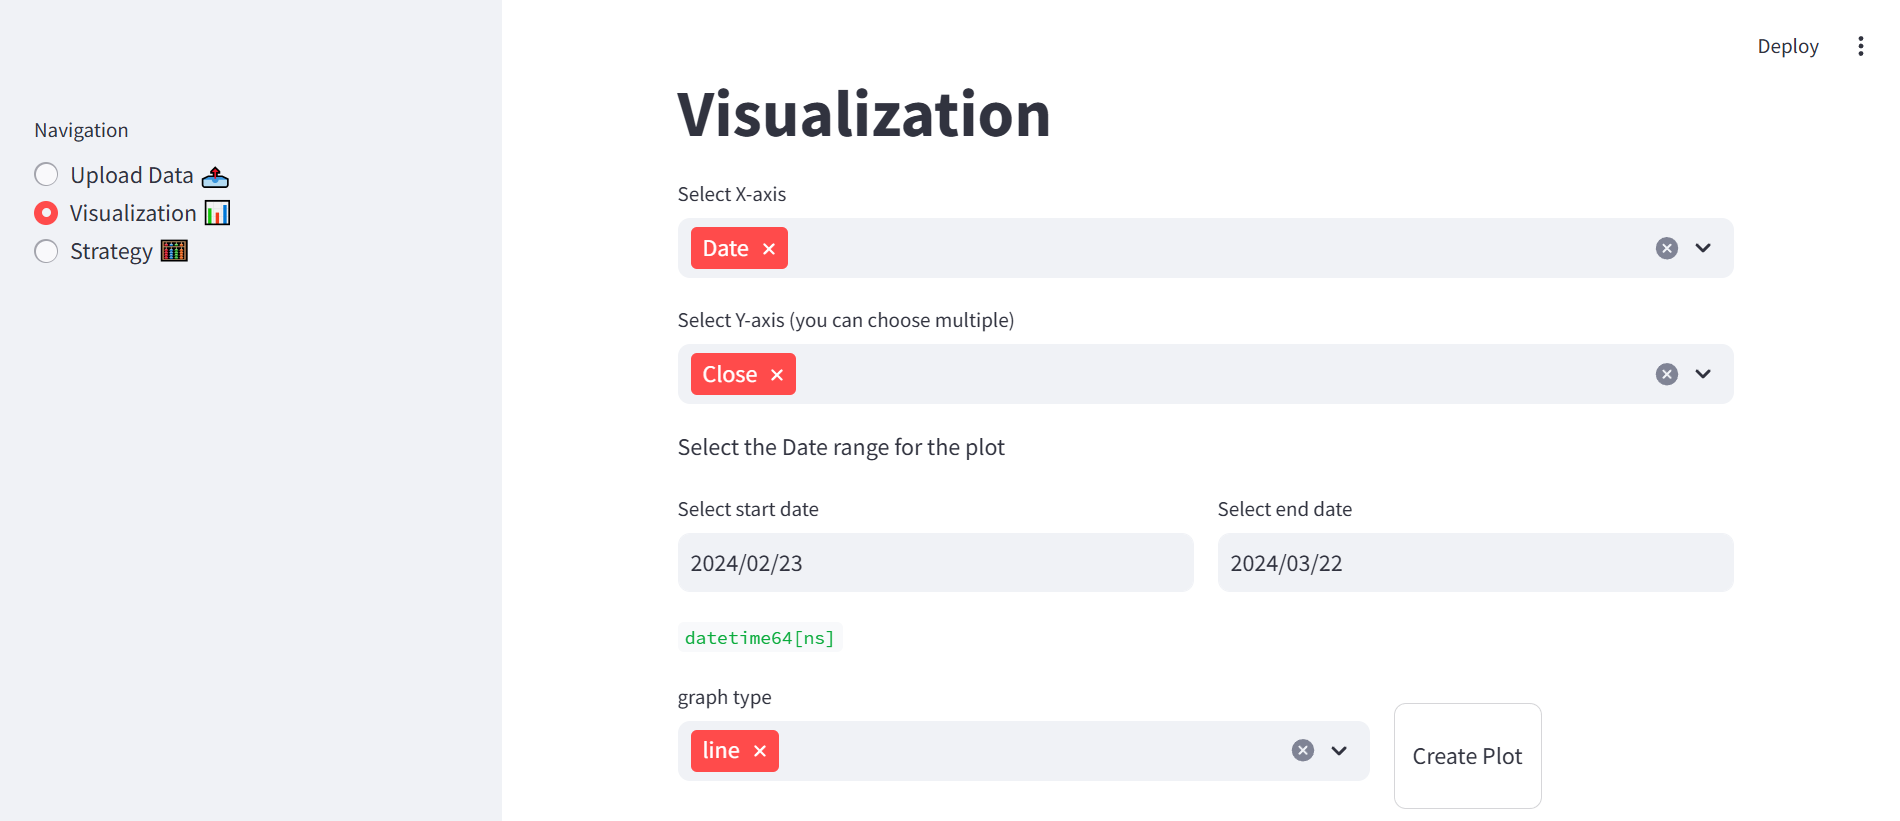 Deploy
Navigation
Upload Data
Visualization
Strategy
Visualization
Select X-axis
Date
Select Y-axis (you can choose multiple)
Close
Select the Date range for the plot
Select start date
Select end date
2024/02/23
2024/03/22
datetime64[ns]
graph type
line
Create Plot